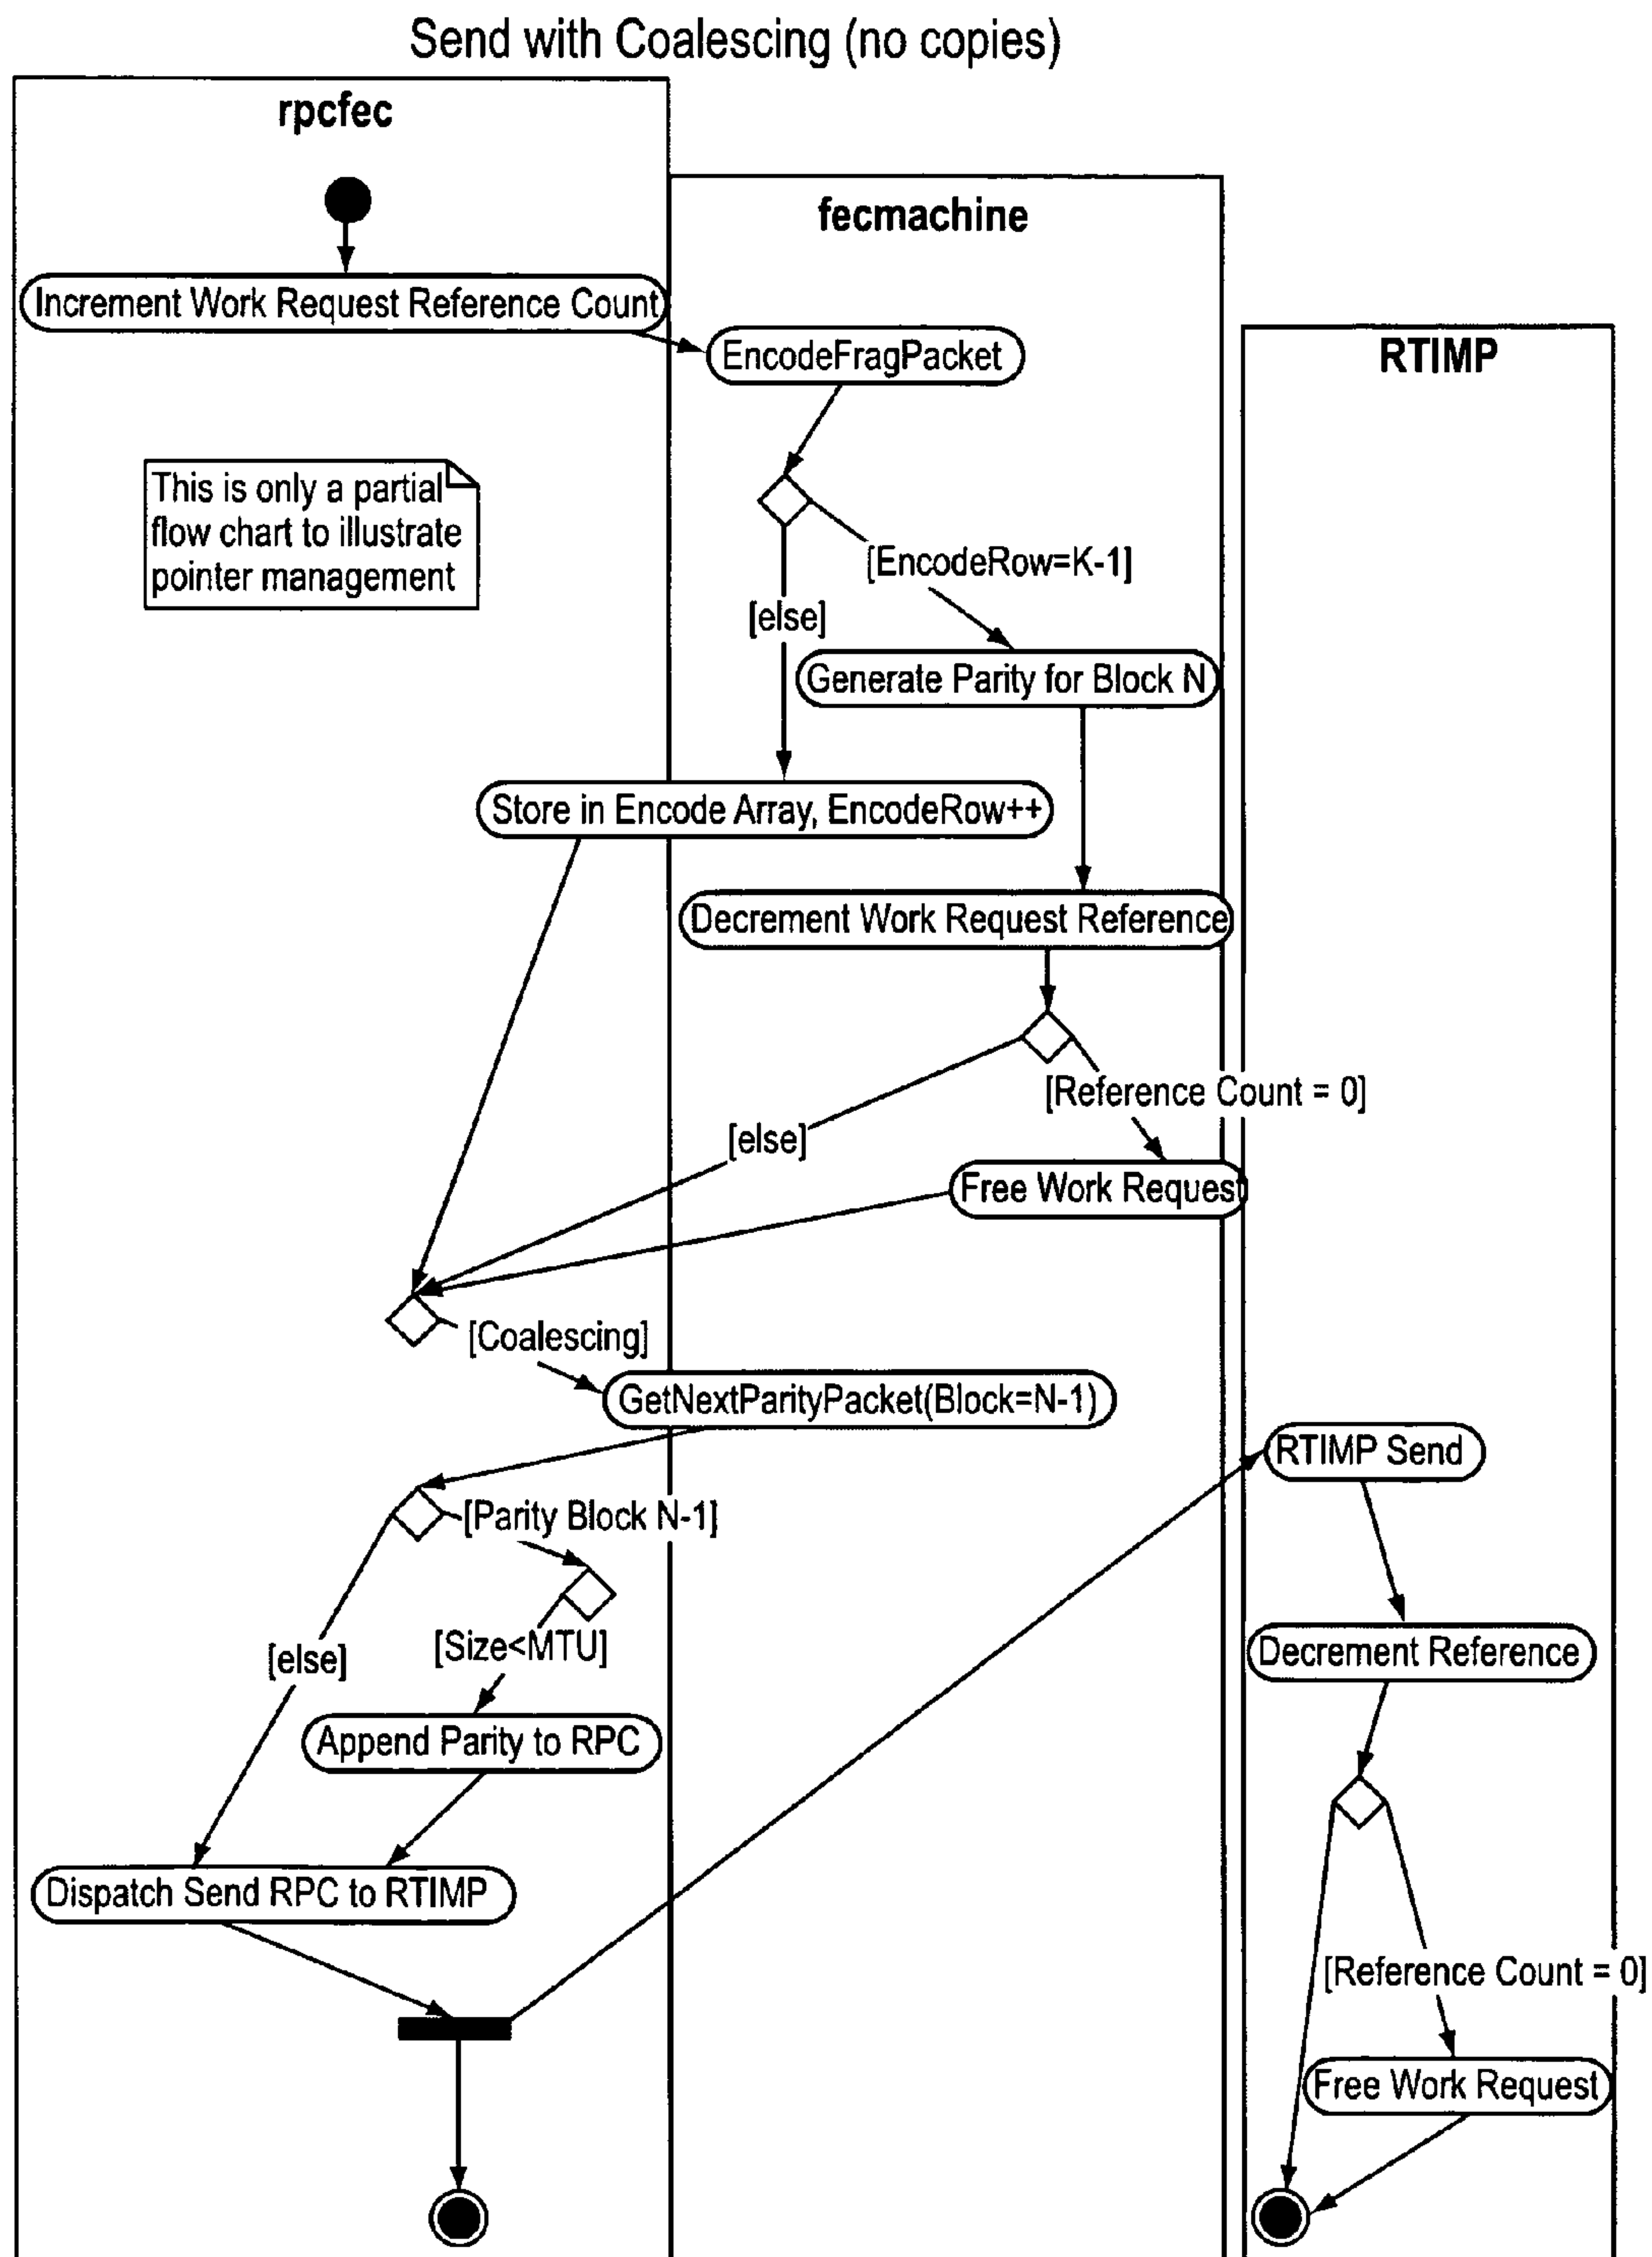 Send with Coalescing (no copies)
rpcfec
fecmachine
Increment Work Request Reference Count
EncodeFragPacket
RTIMP
This is only a partial
flow chart to illustrate
pointer management
[EncodeRow=K-1]
[else]
Generate Parity for Block N
Store in Encode Array, EncodeRow++
Decrement Work Request Reference
[Reference Count = 0]
[else]
Free Work Request
[Coalescing]
GetNextParityPacket(Block=N-1)
RTIMP Send
[Parity Block N-1]
[Size<MTU]
[else]
Decrement Reference
Append Parity to RPC
Dispatch Send RPC to RTIMP
[Reference Count = 0]
Free Work Request